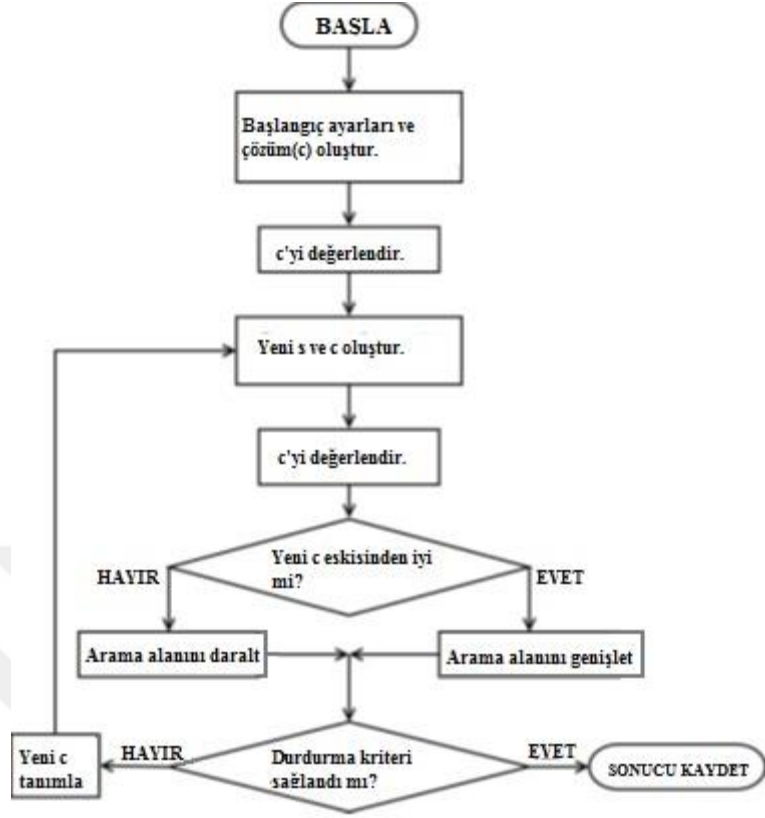 BAŞLA
Başlangıç ayarları ve
çözüm(c) oluştur.
c'yi değerlendir.
Yeni s ve c oluştur.
c'yi değerlendir.
Yeni c eskisinden iyi
mi?
HAYIR
EVET
Arama alanını daralt
Arama alanını genişlet
Yeni c
tanımla
HAYIR
Durdurma kriteri
sağlandı mı?
EVET
SONUCU KAYDET